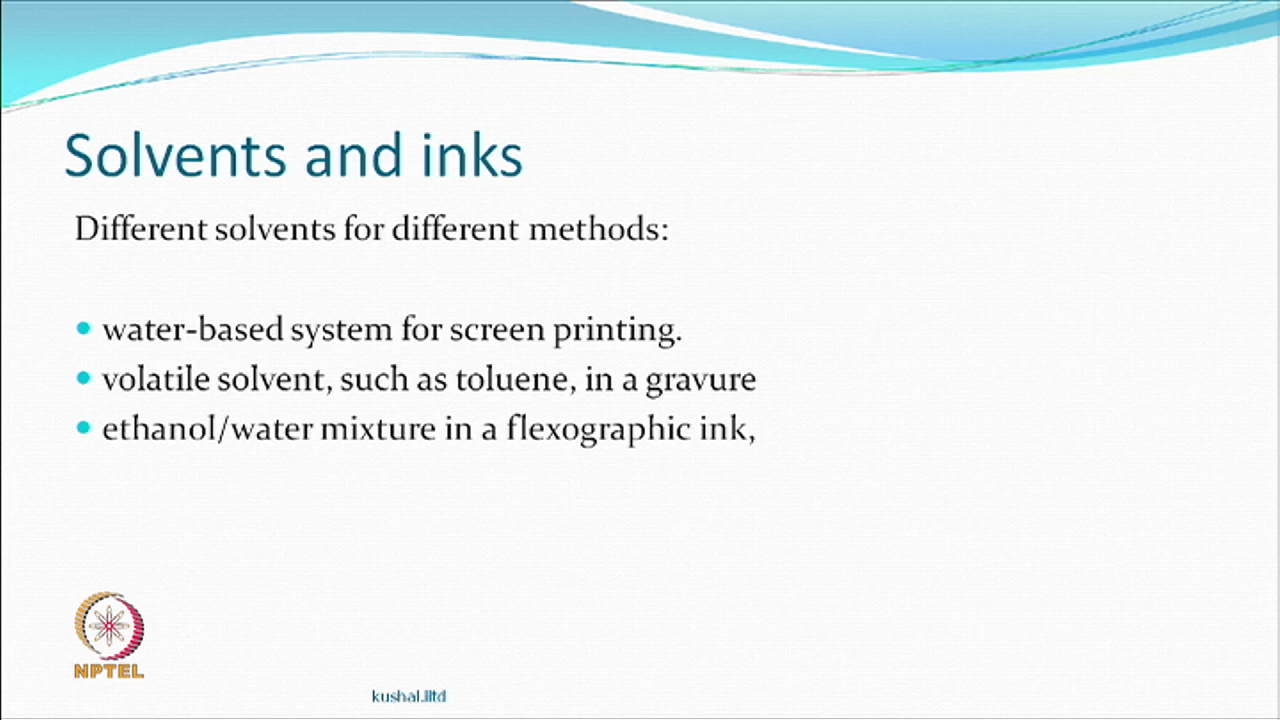 Solvents and inks
Different solvents for different methods:
water-based system for screen printing.
volatile solvent, such as toluene, in a gravure
ethanol/water mixture in a flexographic ink,
NPTEL
kushal.iitd